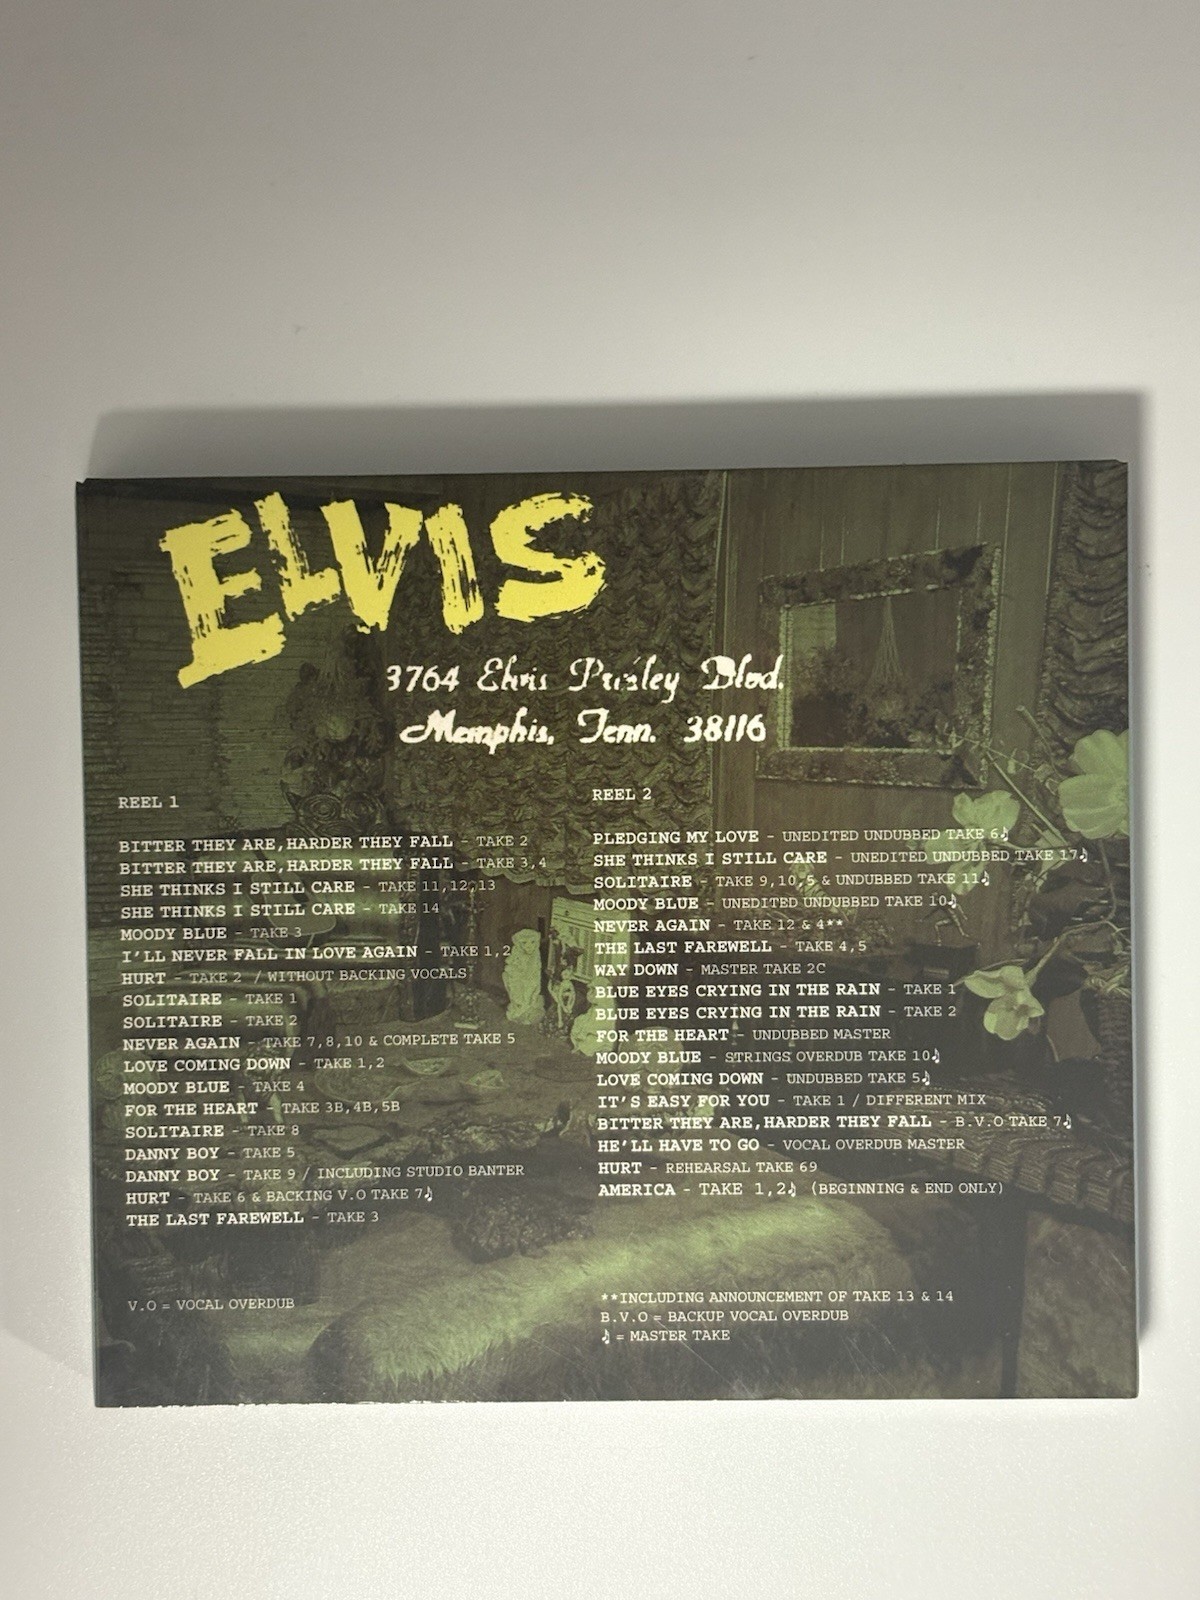 ELVIS
3764 Elvis Presley Blvd.
Memphis, Tenn. 38116
REEL 1
BITTER THEY ARE, HARDER THEY FALL - TAKE 2
BITTER THEY ARE, HARDER THEY FALL - TAKE 3,4
SHE THINKS I STILL CARE - TAKE 11,12,13
SHE THINKS I STILL CARE - TAKE 14
MOODY BLUE - TAKE 3
I'LL NEVER FALL IN LOVE AGAIN - TAKE 1,2
HURT - TAKE 2 / WITHOUT BACKING VOCALS
SOLITAIRE - TAKE 1
SOLITAIRE - TAKE 2
NEVER AGAIN - TAKE 7,8,10 & COMPLETE TAKE 5
LOVE COMING DOWN - TAKE 1,2
MOODY BLUE - TAKE 4
FOR THE HEART - TAKE 3B,4B,5B
SOLITAIRE - TAKE 8
DANNY BOY - TAKE 5
DANNY BOY - TAKE 9 / INCLUDING STUDIO BANTER
HURT - TAKE 6 & BACKING V.O TAKE 7♪
THE LAST FAREWELL - TAKE 3
V.O = VOCAL OVERDUB
REEL 2
PLEDGING MY LOVE - UNEDITED UNDUBBED TAKE 6♪
SHE THINKS I STILL CARE - UNEDITED UNDUBBED TAKE 17♪
SOLITAIRE - TAKE 9,10,5 & UNDUBBED TAKE 11♪
MOODY BLUE - UNEDITED UNDUBBED TAKE 10♪
NEVER AGAIN - TAKE 12 & 4**
THE LAST FAREWELL - TAKE 4,5
WAY DOWN - MASTER TAKE 2C
BLUE EYES CRYING IN THE RAIN - TAKE 1
BLUE EYES CRYING IN THE RAIN - TAKE 2
FOR THE HEART - UNDUBBED MASTER
MOODY BLUE - STRINGS OVERDUB TAKE 10♪
LOVE COMING DOWN - UNDUBBED TAKE 5♪
IT'S EASY FOR YOU - TAKE 1 / DIFFERENT MIX
BITTER THEY ARE, HARDER THEY FALL - B.V.O TAKE 7♪
HE'LL HAVE TO GO - VOCAL OVERDUB MASTER
HURT - REHEARSAL TAKE 69
AMERICA - TAKE 1,2♪ (BEGINNING & END ONLY)
**INCLUDING ANNOUNCEMENT OF TAKE 13 & 14
B.V.O = BACKUP VOCAL OVERDUB
♪ = MASTER TAKE